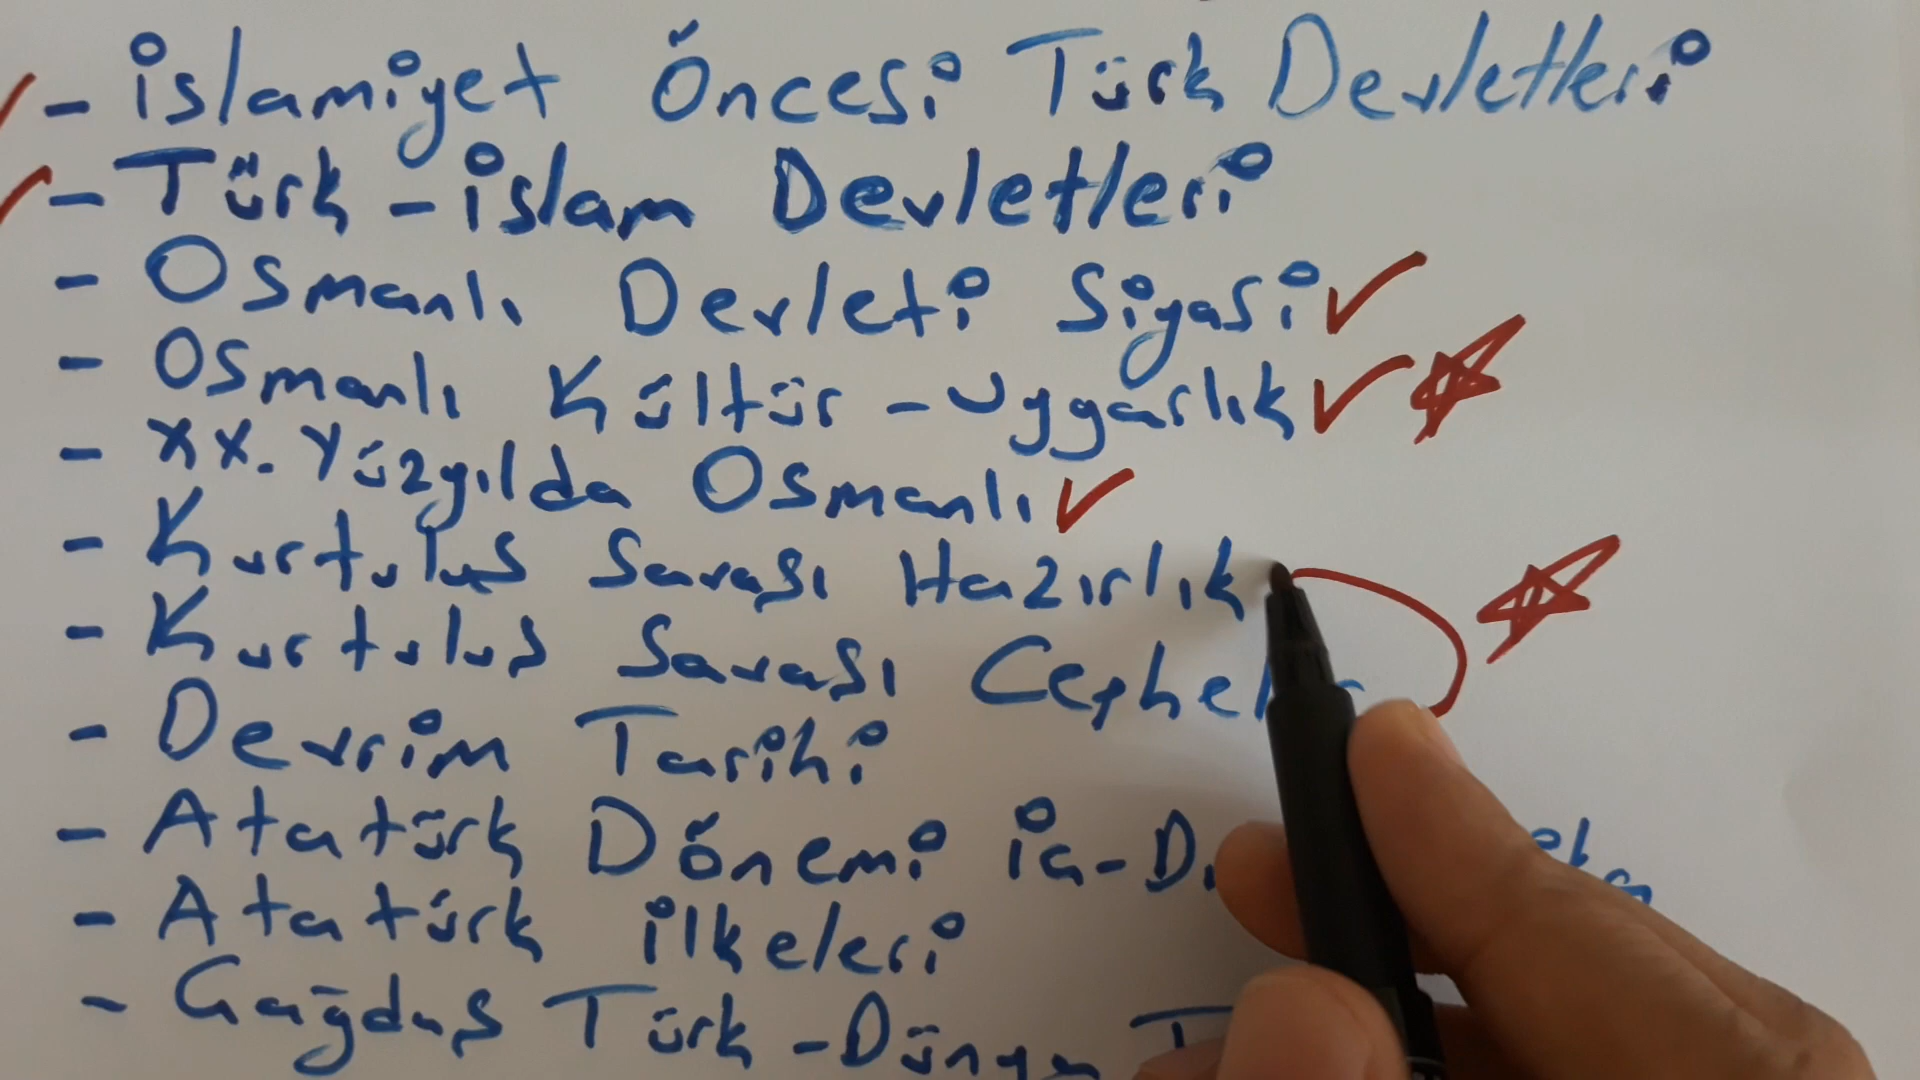 - İslamiyet Öncesi Türk Devletleri
- Türk-İslam Devletleri
- Osmanlı Devleti Siyasi
- Osmanlı Kültür-Uygarlık
- XX. Yüzyılda Osmanlı
- Kurtuluş Savaşı Hazırlık
- Kurtuluş Savaşı
- Devrim Tarihi
- Atatürk Dönemi İç-
- Atatürk İlkeleri
- Çağdaş Türk-Dünya